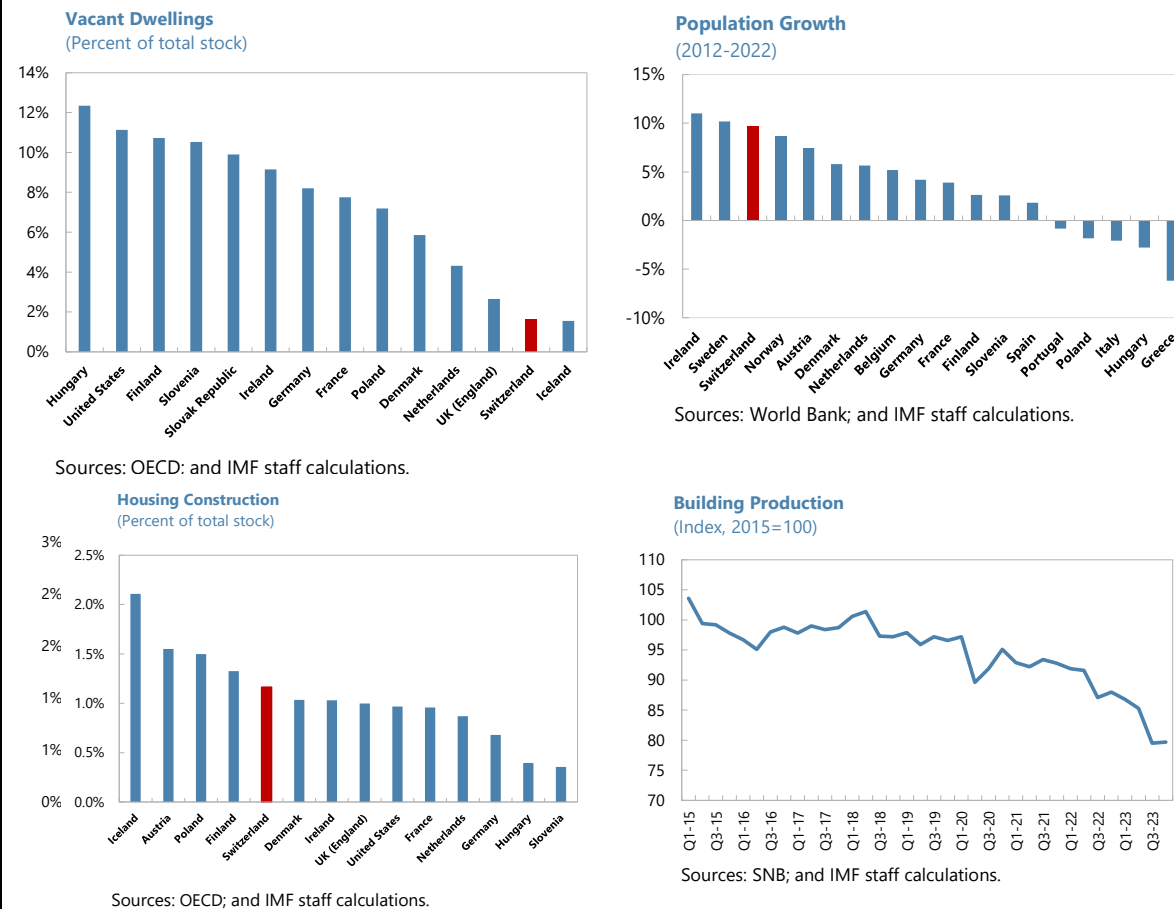 Vacant Dwellings
(Percent of total stock)
14%
12%
10%
8%
6%
4%
2%
0%
Hungary
United States
Finland
Slovenia
Slovak Republic
Ireland
Germany
France
Poland
Denmark
Netherlands
UK (England)
Switzerland
Iceland
Sources: OECD: and IMF staff calculations.
Population Growth
(2012-2022)
15%
10%
5%
0%
-5%
-10%
Ireland
Sweden
Switzerland
Norway
Austria
Denmark
Netherlands
Belgium
Germany
France
Finland
Slovenia
Spain
Portugal
Poland
Italy
Hungary
Greece
Sources: World Bank; and IMF staff calculations.
Housing Construction
(Percent of total stock)
3%
2%
2%
1%
1%
0%
2.5%
2.0%
1.5%
1.0%
0.5%
0.0%
Iceland
Austria
Poland
Finland
Switzerland
Denmark
Ireland
UK (England)
United States
France
Netherlands
Germany
Hungary
Slovenia
Sources: OECD; and IMF staff calculations.
Building Production
(Index, 2015=100)
110
105
100
95
90
85
80
75
70
Q1-15
Q3-15
Q1-16
Q3-16
Q1-17
Q3-17
Q1-18
Q3-18
Q1-19
Q3-19
Q1-20
Q3-20
Q1-21
Q3-21
Q1-22
Q3-22
Q1-23
Q3-23
Sources: SNB; and IMF staff calculations.